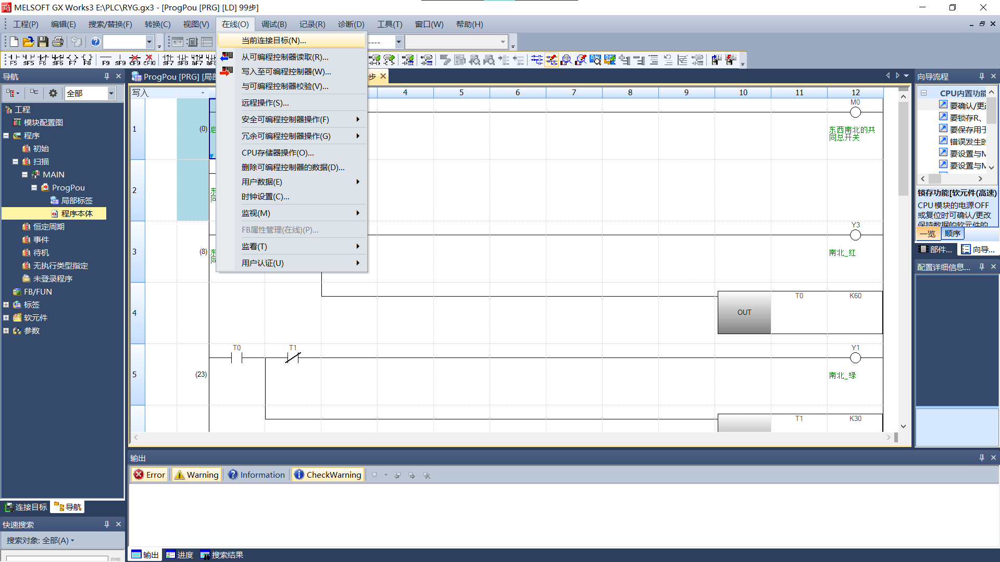 MELSOFT GX Works3 E:\PLC\RYG.gx3 - [ProgPou [PRG] [LD] 99步]
工程(P) 编辑(E) 搜索/替换(F) 转换(C) 视图(V) 在线(O) 调试(B) 记录(R) 诊断(D) 工具(T) 窗口(W) 帮助(H)
当前连接目标(N)...
从可编程控制器读取(R)...
写入至可编程控制器(W)...
与可编程控制器校验(V)...
远程操作(S)...
安全可编程控制器操作(F)
冗余可编程控制器操作(G)
CPU存储器操作(O)...
删除可编程控制器的数据(D)...
用户数据(E)
时钟设置(C)...
监视(M)
FB属性管理(在线)(P)...
监看(T)
用户认证(U)
----
F5 sF5 F6 sF6 F7 F8 F9 sF9 cF9 cF10 sF7 sF8 aF7
导航
全部
工程
模块配置图
程序
初始
扫描
MAIN
ProgPou
局部标签
程序本体
恒定周期
事件
待机
无执行类型指定
未登录程序
FB/FUN
标签
软元件
参数
连接目标 导航
快速搜索
搜索对象: 全部(A)
ProgPou [PRG] [局部
步
写入
4 5 6 7 8 9 10 11 12
1 (0) 启
M0
东西南北的共
同总开关
2
东
同
3 (8) 东
同
Y3
南北_红
4
OUT T0 K60
T0 T1 Y1
5 (23)
南北_绿
T1 K30
向导流程
CPU内置功能
要确认/更改
要锁存R、
要保存用于
错误发生时
要设置与M
要设置与M
锁存功能[软元件(高速)
CPU模块的电源OFF
或复位时可确认/更改
保持数据的软元件的
一览 顺序
部件... 向导...
配置详细信息...
输出
Error Warning Information CheckWarning
输出 进度 搜索结果